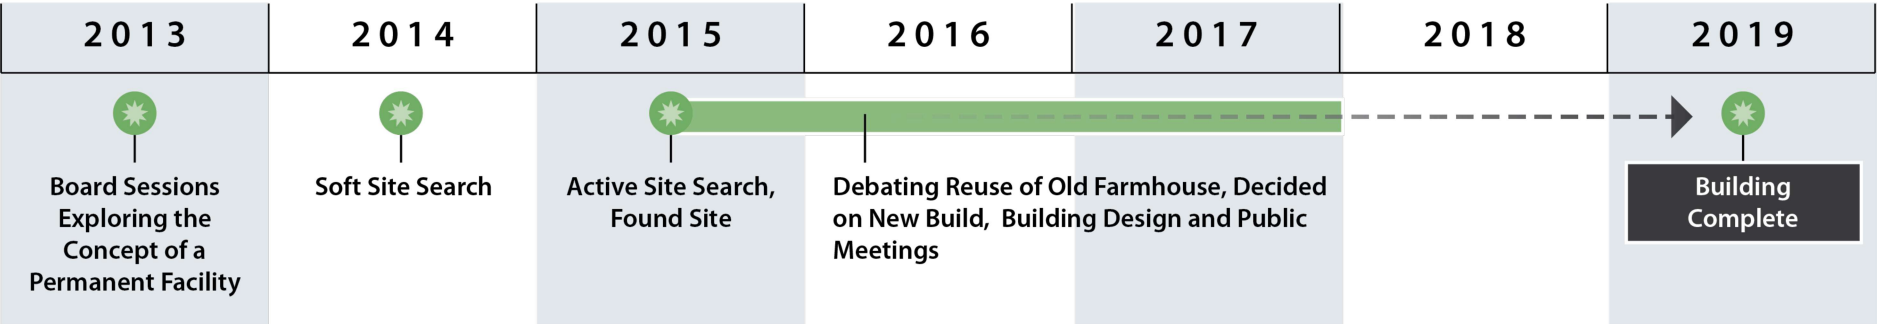 2013 2014 2015 2016 2017 2018 2019
Board Sessions
Exploring the
Concept of a
Permanent Facility
Soft Site Search
Active Site Search,
Found Site
Debating Reuse of Old Farmhouse, Decided
on New Build,  Building Design and Public
Meetings
Building
Complete